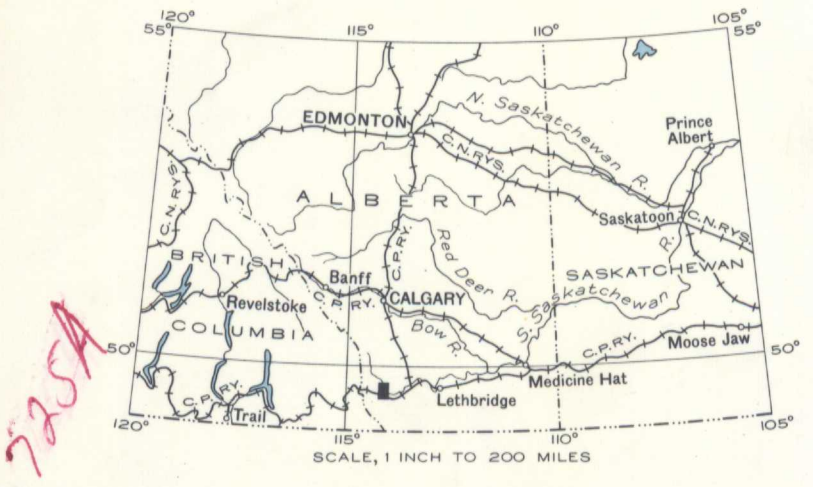 120° 115° 110° 105°
55° 55°
N. Saskatchewan R.
EDMONTON
Prince
Albert
C.N.RYS.
C.N.RYS.
ALBERTA
Saskatoon
C.N.RYS.
C.P.RY.
Red Deer R.
R.
BRITISH
SASKATCHEWAN
Banff
S. Saskatchewan
Revelstoke
C.P.RY.
CALGARY
COLUMBIA
Bow R.
C.P.RY.
Moose Jaw
50° 50°
Medicine Hat
C.P.RY.
Lethbridge
Trail
120° 115° 110° 105°
SCALE, 1 INCH TO 200 MILES
725A